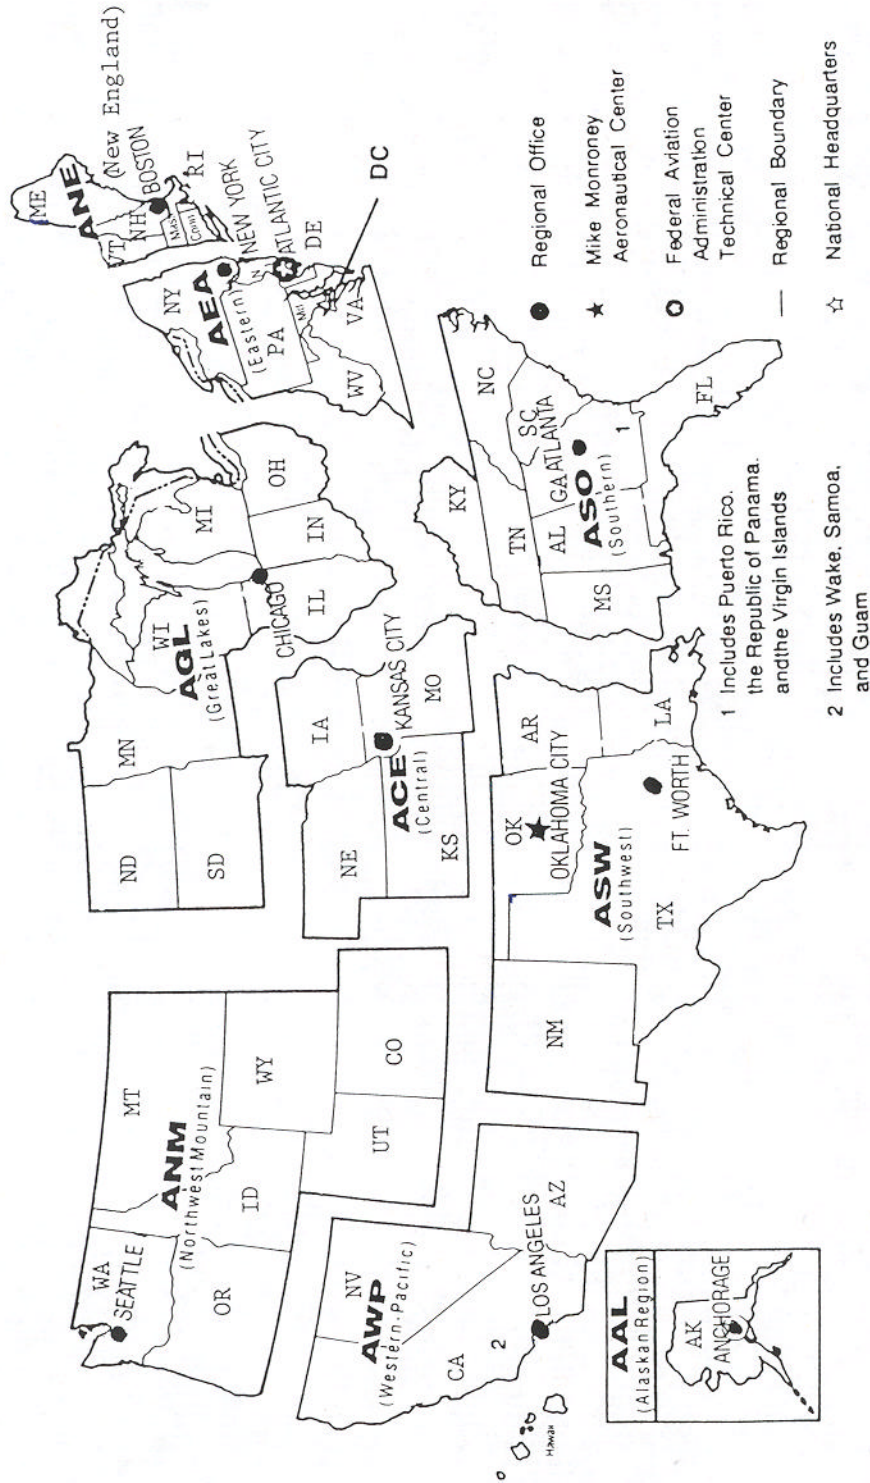 WA
SEATTLE
MT
ANM
(Northwest Mountain)
OR
ID
WY
UT
CO
NV
AWP
(Western-Pacific)
CA
2
LOS ANGELES
AZ
Hawaii
AAL
(Alaskan Region)
AK
ANCHORAGE
ND
SD
MN
WI
AGL
(Great Lakes)
MI
CHICAGO
IL
IN
OH
NE
IA
ACE
(Central)
KANSAS CITY
KS
MO
NM
OK
OKLAHOMA CITY
AR
ASW
(Southwest)
TX
FT. WORTH
LA
KY
TN
NC
SC
MS
AL
GA
ATLANTA
ASO
(Southern)
1
FL
ME
ANE
(New England)
VT
NH
BOSTON
Mass
Conn
RI
NY
AEA
(Eastern)
NEW YORK
PA
N
ATLANTIC CITY
DE
Md
WV
VA
DC
Regional Office
Mike Monroney
Aeronautical Center
Federal Aviation
Administration
Technical Center
Regional Boundary
National Headquarters
1 Includes Puerto Rico.
the Republic of Panama.
andthe Virgin Islands
2 Includes Wake, Samoa,
and Guam